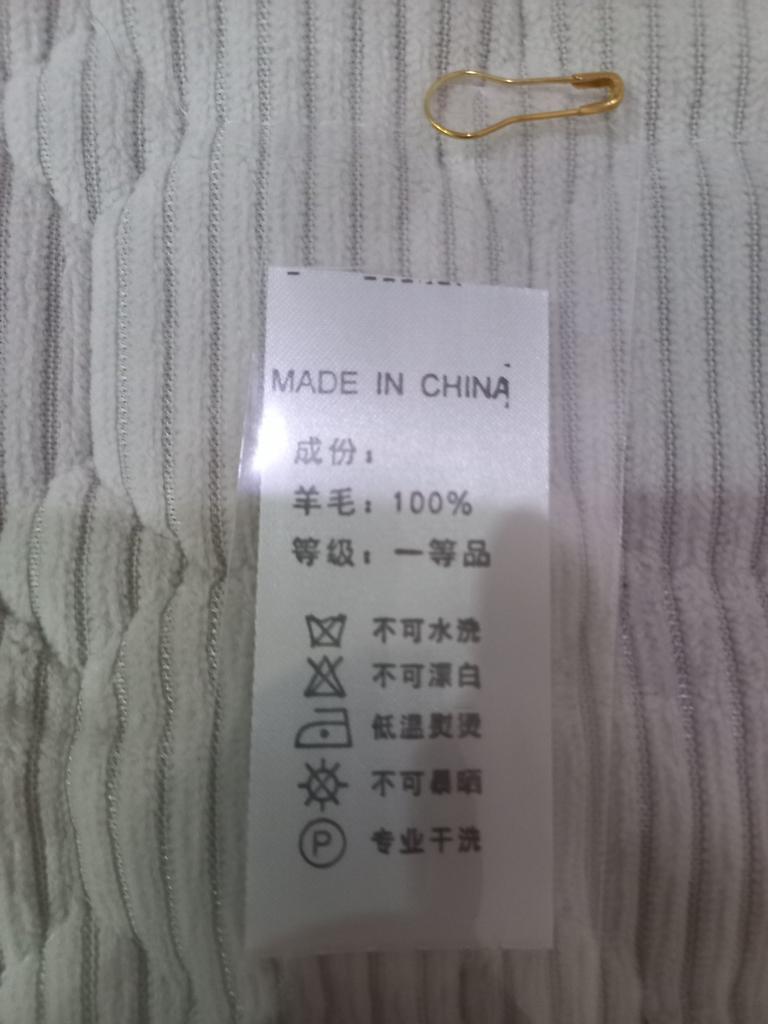 MADE IN CHINA
成份：
羊毛：100%
等级：一等品
不可水洗
不可漂白
低温熨烫
不可暴晒
P 专业干洗